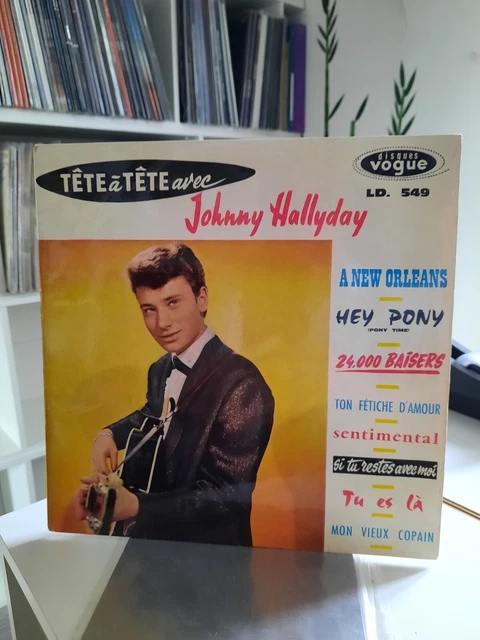 TÊTE à TÊTE avec
Johnny Hallyday
disques
vogue
LD. 549
A NEW ORLEANS
HEY PONY
(PONY TIME)
24.000 BAISERS
TON FÉTICHE D'AMOUR
sentimental
si tu restes avec moi
Tu es là
MON VIEUX COPAIN